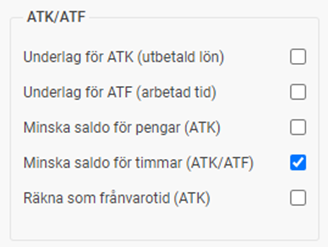 ATK/ATF
Underlag för ATK (utbetald lön)
Underlag för ATF (arbetad tid)
Minska saldo för pengar (ATK)
Minska saldo för timmar (ATK/ATF)
Räkna som frånvarotid (ATK)